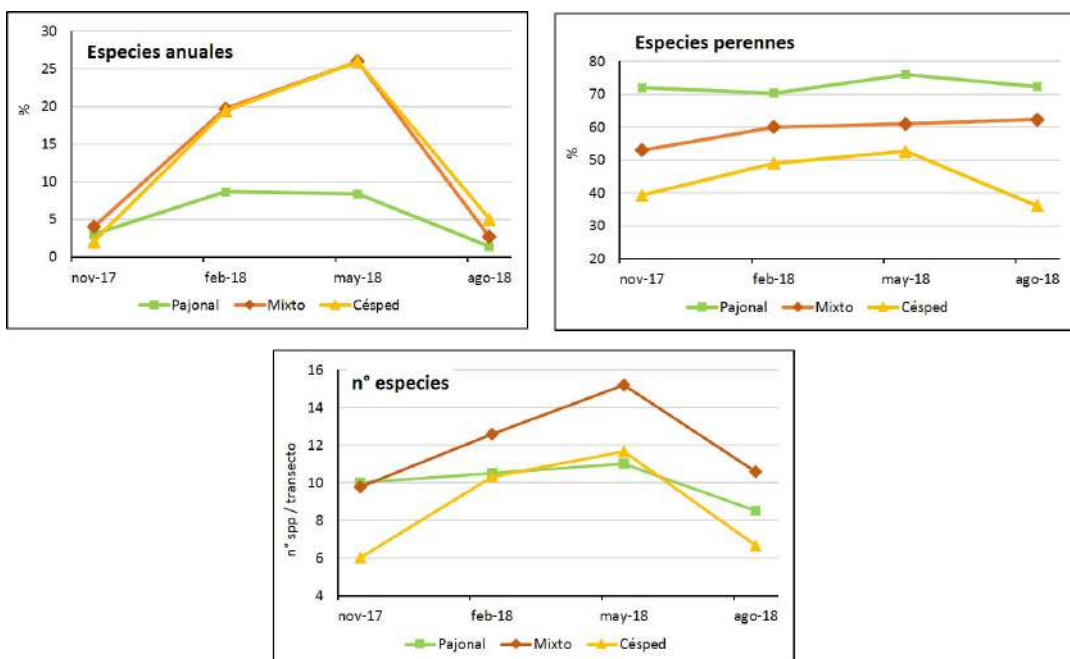 Especies anuales
30
25
20
15
10
5
0
%
nov-17 feb-18 may-18 ago-18
Pajonal Mixto Césped
Especies perennes
80
70
60
50
40
30
20
%
nov-17 feb-18 may-18 ago-18
Pajonal Mixto Césped
n° especies
16
14
12
10
8
6
4
n° spp / transecto
nov-17 feb-18 may-18 ago-18
Pajonal Mixto Césped